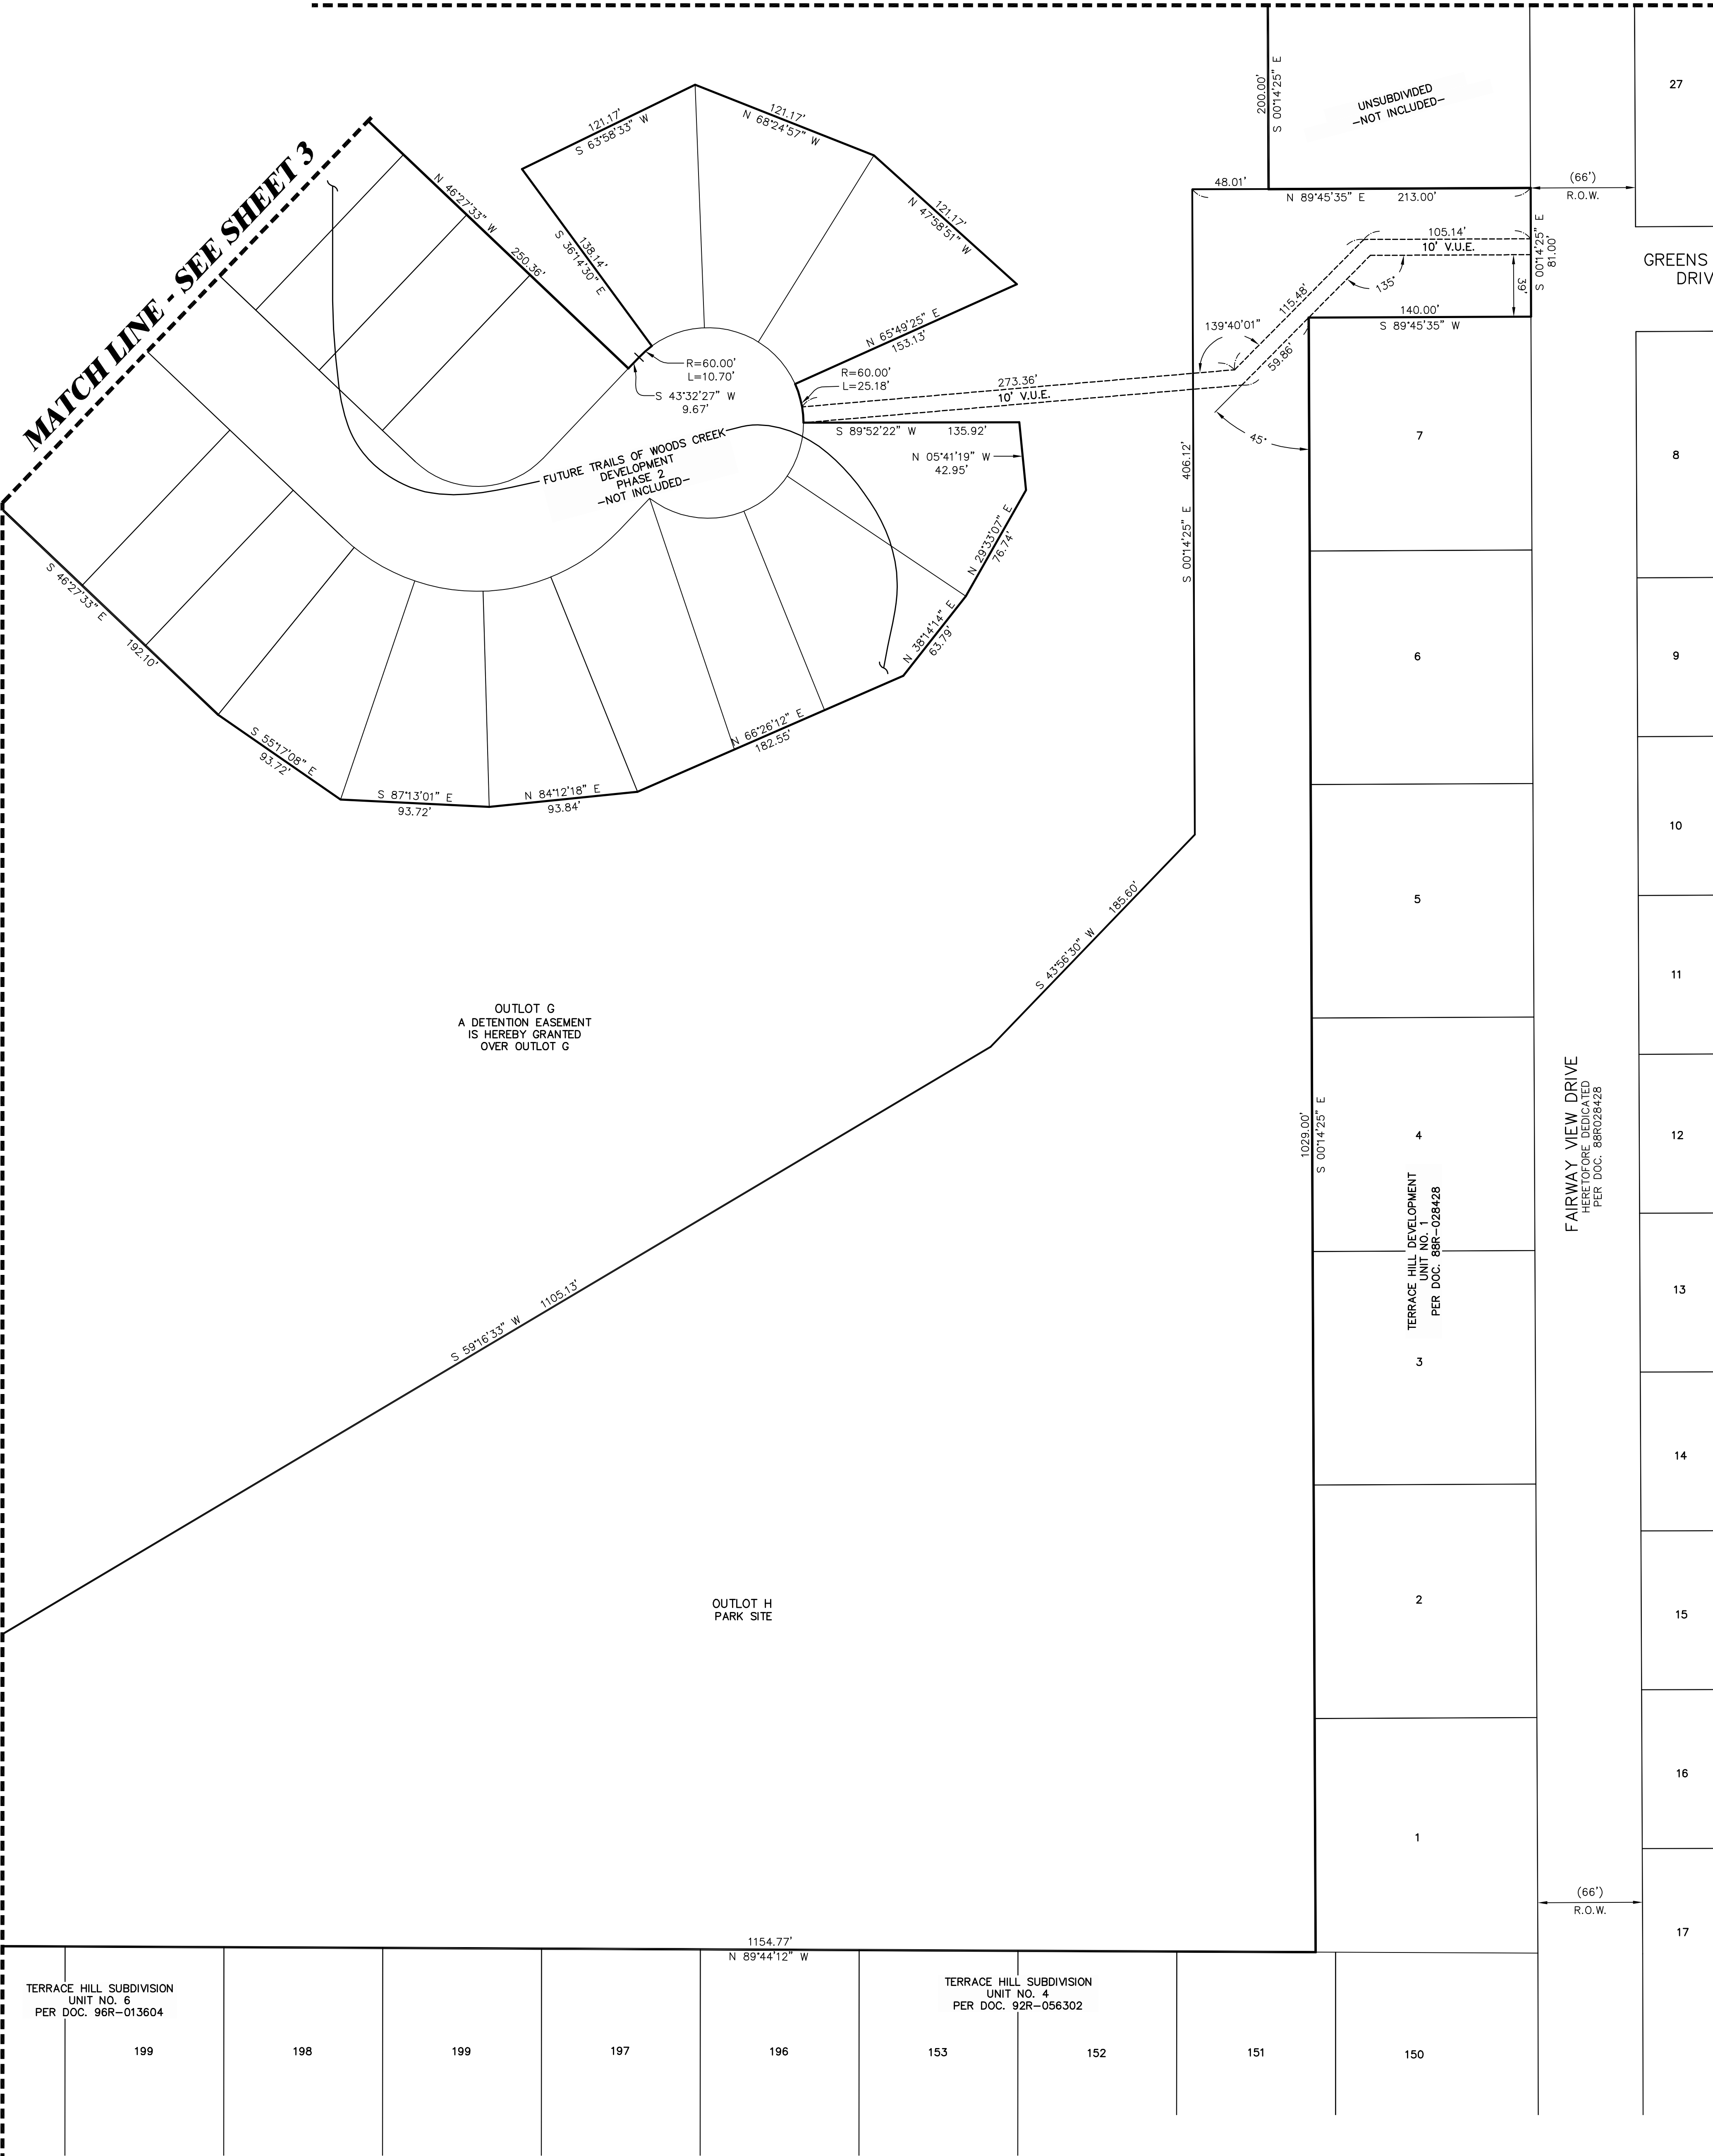 27
200.00'
S 00°14'25" E
UNSUBDIVIDED
-NOT INCLUDED-
121.17'
S 63°58'33" W
121.17'
N 68°24'57" W
121.17'
N 47°58'51" W
MATCH LINE - SEE SHEET 3
N 46°27'33" W
250.36'
138.14'
S 36°14'30" E
48.01'
N 89°45'35" E
213.00'
(66')
R.O.W.
105.14'
10' V.U.E.
S 00°14'25" E
81.00'
GREENS
DRIV
39'
135°
115.48'
139°40'01"
59.86'
140.00'
S 89°45'35" W
N 65°49'25" E
153.13'
R=60.00'
L=10.70'
S 43°32'27" W
9.67'
R=60.00'
L=25.18'
273.36'
10' V.U.E.
45°
S 89°52'22" W
135.92'
N 05°41'19" W
42.95'
FUTURE TRAILS OF WOODS CREEK
DEVELOPMENT
PHASE 2
-NOT INCLUDED-
7
8
406.12'
S 00°14'25" E
N 29°33'07" E
76.74'
N 38°14'14" E
63.79'
S 46°27'33" E
192.10'
S 55°17'08" E
93.72'
S 87°13'01" E
93.72'
N 84°12'18" E
93.84'
N 66°26'12" E
182.55'
6
9
10
5
185.60'
S 43°56'30" W
11
OUTLOT G
A DETENTION EASEMENT
IS HEREBY GRANTED
OVER OUTLOT G
1029.00'
S 00°14'25" E
4
12
TERRACE HILL DEVELOPMENT
UNIT NO. 1
PER DOC. 88R-028428
FAIRWAY VIEW DRIVE
HERETOFORE DEDICATED
PER DOC. 88R028428
13
S 59°16'33" W
1105.13'
3
14
2
15
OUTLOT H
PARK SITE
16
1
(66')
R.O.W.
17
1154.77'
N 89°44'12" W
TERRACE HILL SUBDIVISION
UNIT NO. 6
PER DOC. 96R-013604
TERRACE HILL SUBDIVISION
UNIT NO. 4
PER DOC. 92R-056302
199
198
199
197
196
153
152
151
150